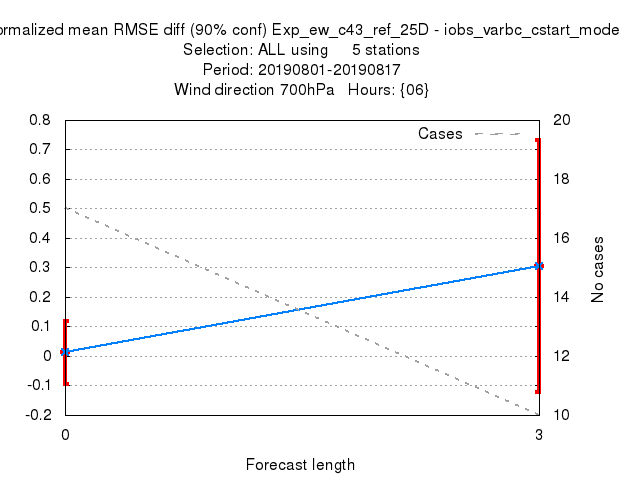 ormalized mean RMSE diff (90% conf) Exp_ew_c43_ref_25D - iobs_varbc_cstart_mode
Selection: ALL using 5 stations
Period: 20190801-20190817
Wind direction 700hPa Hours: {06}
Cases
0.8
0.7
0.6
0.5
0.4
0.3
0.2
0.1
0
-0.1
-0.2
20
18
16
14
12
10
No cases
0
3
Forecast length